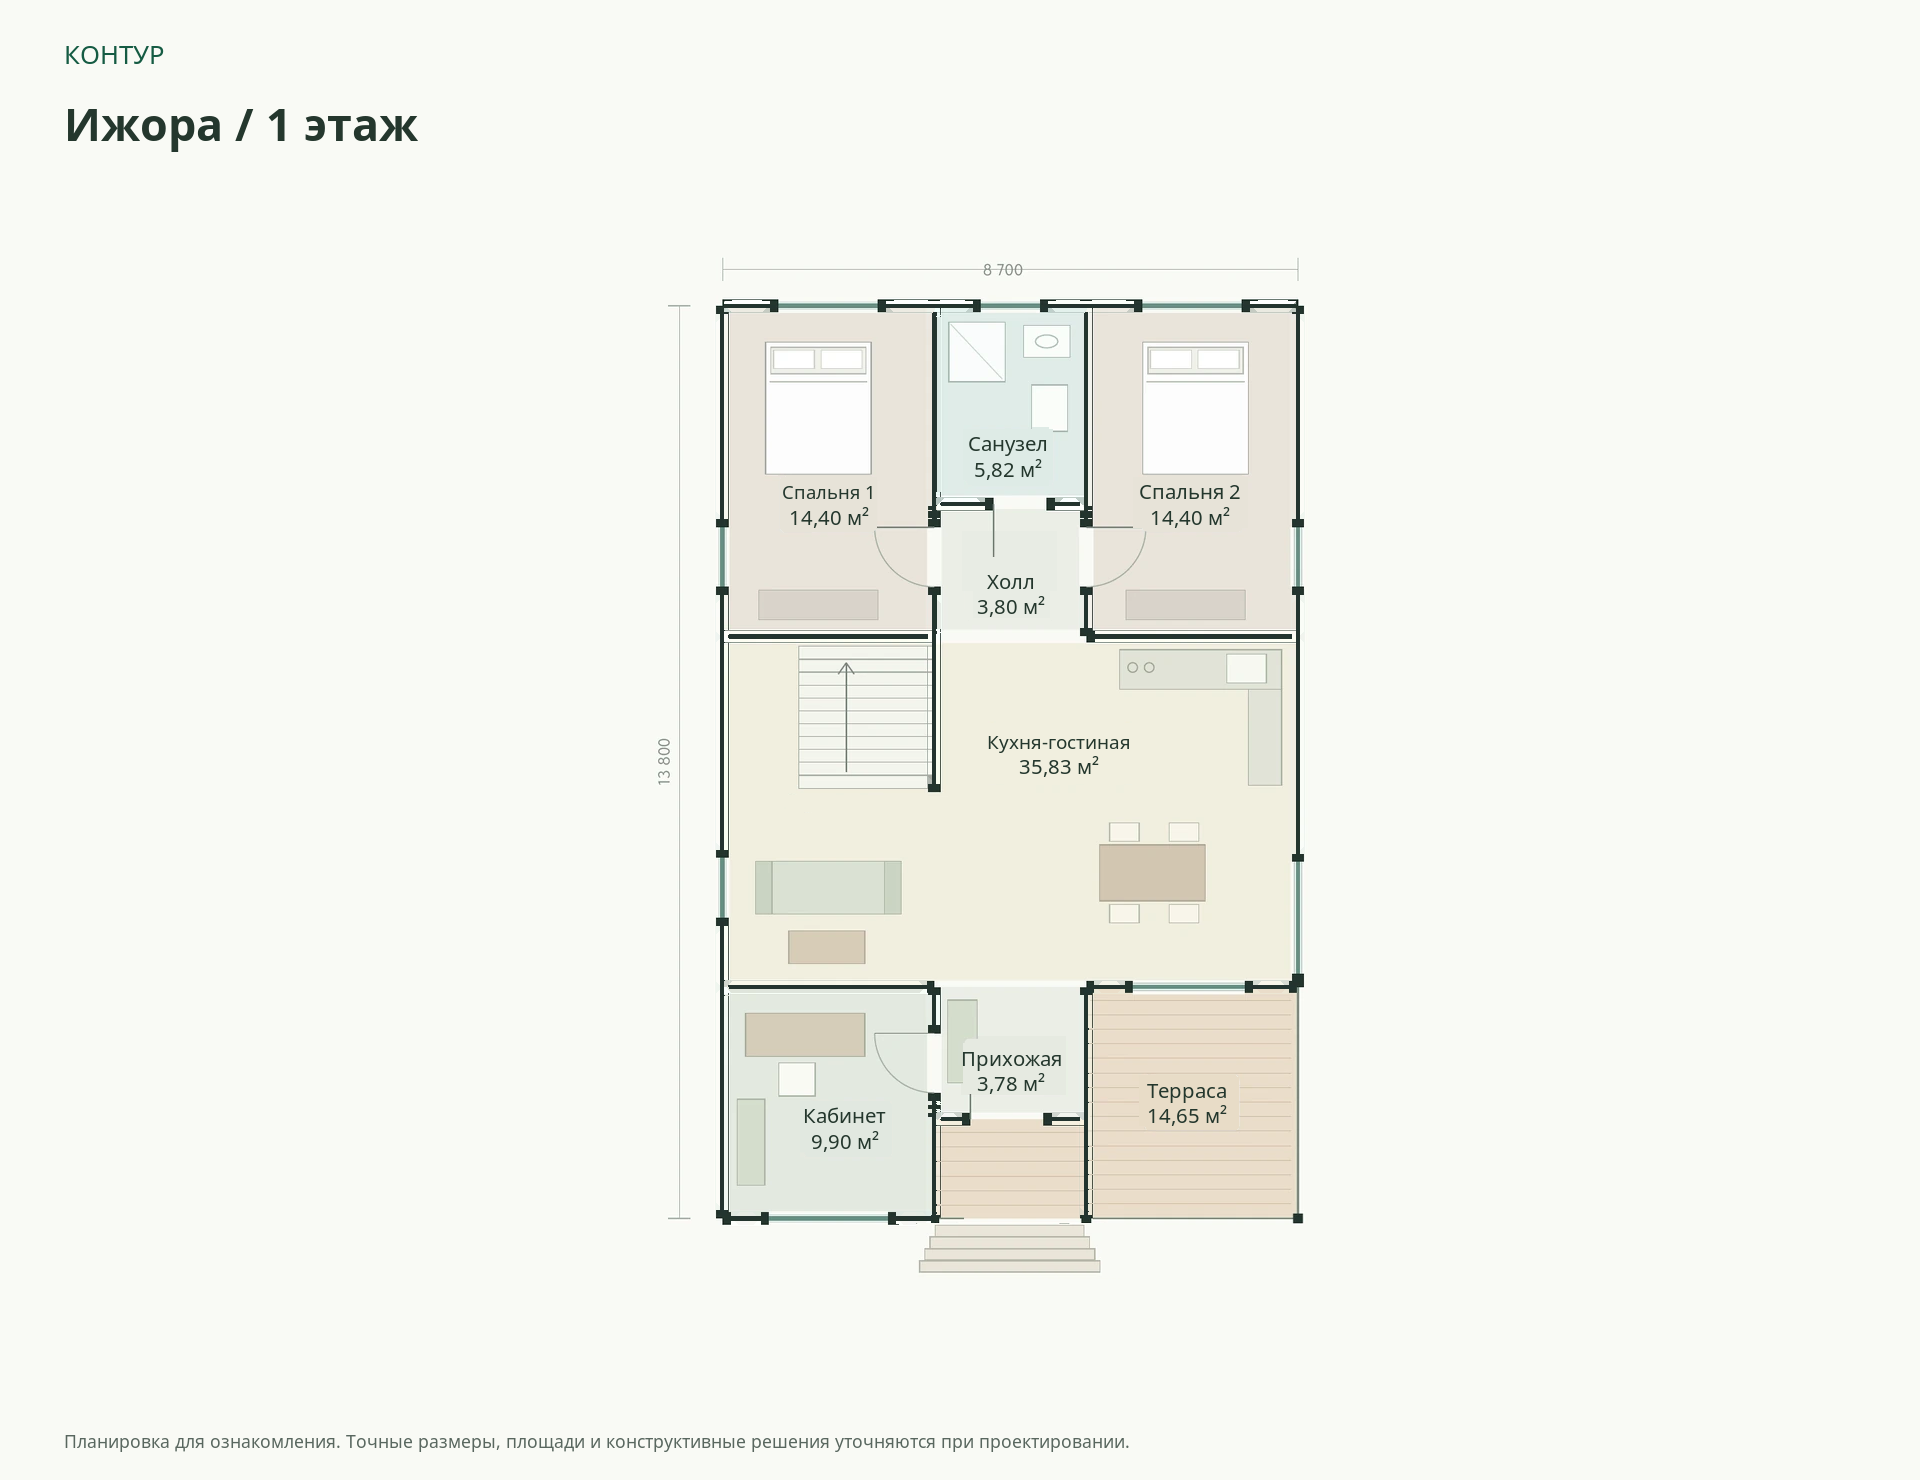 КОНТУР
Ижора / 1 этаж
8 700
13 800
Санузел
5,82 м²
Спальня 1
14,40 м²
Спальня 2
14,40 м²
Холл
3,80 м²
Кухня-гостиная
35,83 м²
Прихожая
3,78 м²
Терраса
14,65 м²
Кабинет
9,90 м²
Планировка для ознакомления. Точные размеры, площади и конструктивные решения уточняются при проектировании.